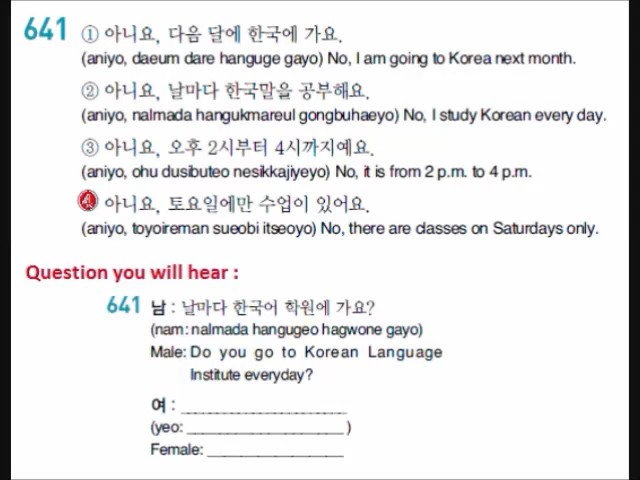 641 ① 아니요, 다음 달에 한국에 가요.
(aniyo, daeum dare hanguge gayo) No, I am going to Korea next month.
② 아니요, 날마다 한국말을 공부해요.
(aniyo, nalmada hangukmareul gongbuhaeyo) No, I study Korean every day.
③ 아니요, 오후 2시부터 4시까지예요.
(aniyo, ohu dusibuteo nesikkajiyeyo) No, it is from 2 p.m. to 4 p.m.
④ 아니요, 토요일에만 수업이 있어요.
(aniyo, toyoireman sueobi itseoyo) No, there are classes on Saturdays only.
Question you will hear :
641 남 : 날마다 한국어 학원에 가요?
(nam: nalmada hangugeo hagwone gayo)
Male: Do you go to Korean Language
Institute everyday?
여 : ____________________
(yeo: ____________________ )
Female: ____________________